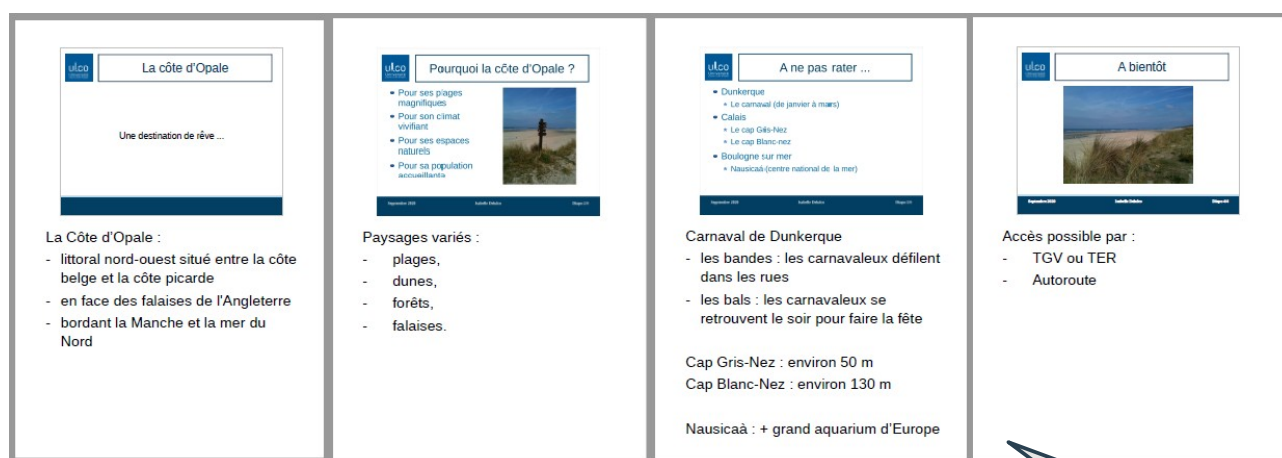 ulco
La côte d'Opale
Une destination de rêve ...
La Côte d'Opale :
- littoral nord-ouest situé entre la côte
belge et la côte picarde
- en face des falaises de l'Angleterre
- bordant la Manche et la mer du
Nord
ulco
Pourquoi la côte d'Opale ?
Pour ses plages
magnifiques
Pour son climat
vivifiant
Pour ses espaces
naturels
Pour sa population
accueillante
Septembre 2020
Paysages variés :
- plages,
- dunes,
- forêts,
- falaises.
ulco
A ne pas rater ...
Dunkerque
Le carnaval (de janvier à mars)
Calais
Le cap Gris-Nez
Le cap Blanc-nez
Boulogne sur mer
Nausicaá (centre national de la mer)
Septembre 2020
Carnaval de Dunkerque
- les bandes : les carnavaleux défilent
dans les rues
- les bals : les carnavaleux se
retrouvent le soir pour faire la fête
Cap Gris-Nez : environ 50 m
Cap Blanc-Nez : environ 130 m
Nausicaà : + grand aquarium d'Europe
ulco
A bientôt
Septembre 2020
Accès possible par :
- TGV ou TER
- Autoroute